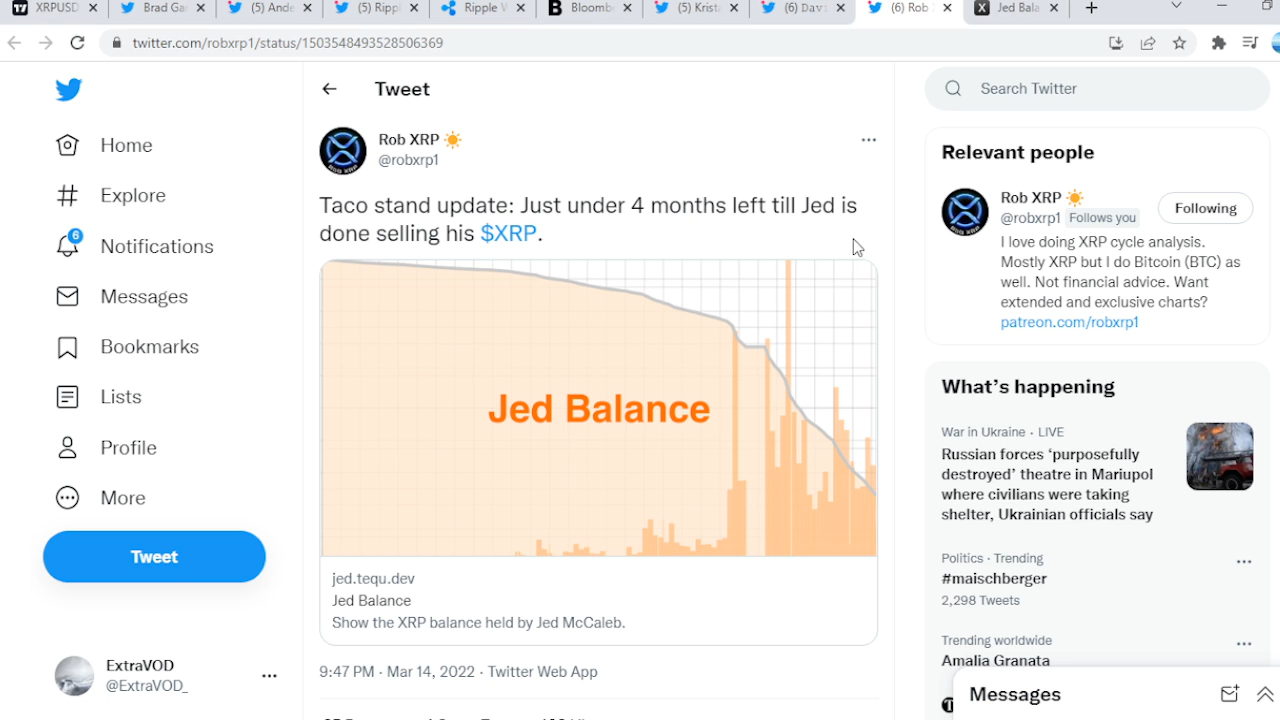 XRPUSD
Brad Ga
(5) Ande
(5) Rippl
Ripple W
Bloomb
(5) Krista
(6) Davi
(6) Rob
Jed Bala
twitter.com/robxrp1/status/1503548493528506369
Tweet
Search Twitter
Home
Explore
6
Notifications
Messages
Bookmarks
Lists
Profile
More
Tweet
ExtraVOD
@ExtraVOD_
Rob XRP
@robxrp1
Taco stand update: Just under 4 months left till Jed is
done selling his $XRP.
Jed Balance
jed.tequ.dev
Jed Balance
Show the XRP balance held by Jed McCaleb.
9:47 PM · Mar 14, 2022 · Twitter Web App
Relevant people
Rob XRP
@robxrp1 Follows you
Following
I love doing XRP cycle analysis.
Mostly XRP but I do Bitcoin (BTC) as
well. Not financial advice. Want
extended and exclusive charts?
patreon.com/robxrp1
What's happening
War in Ukraine · LIVE
Russian forces ‘purposefully
destroyed’ theatre in Mariupol
where civilians were taking
shelter, Ukrainian officials say
Politics · Trending
#maischberger
2,298 Tweets
Trending worldwide
Amalia Granata
Messages